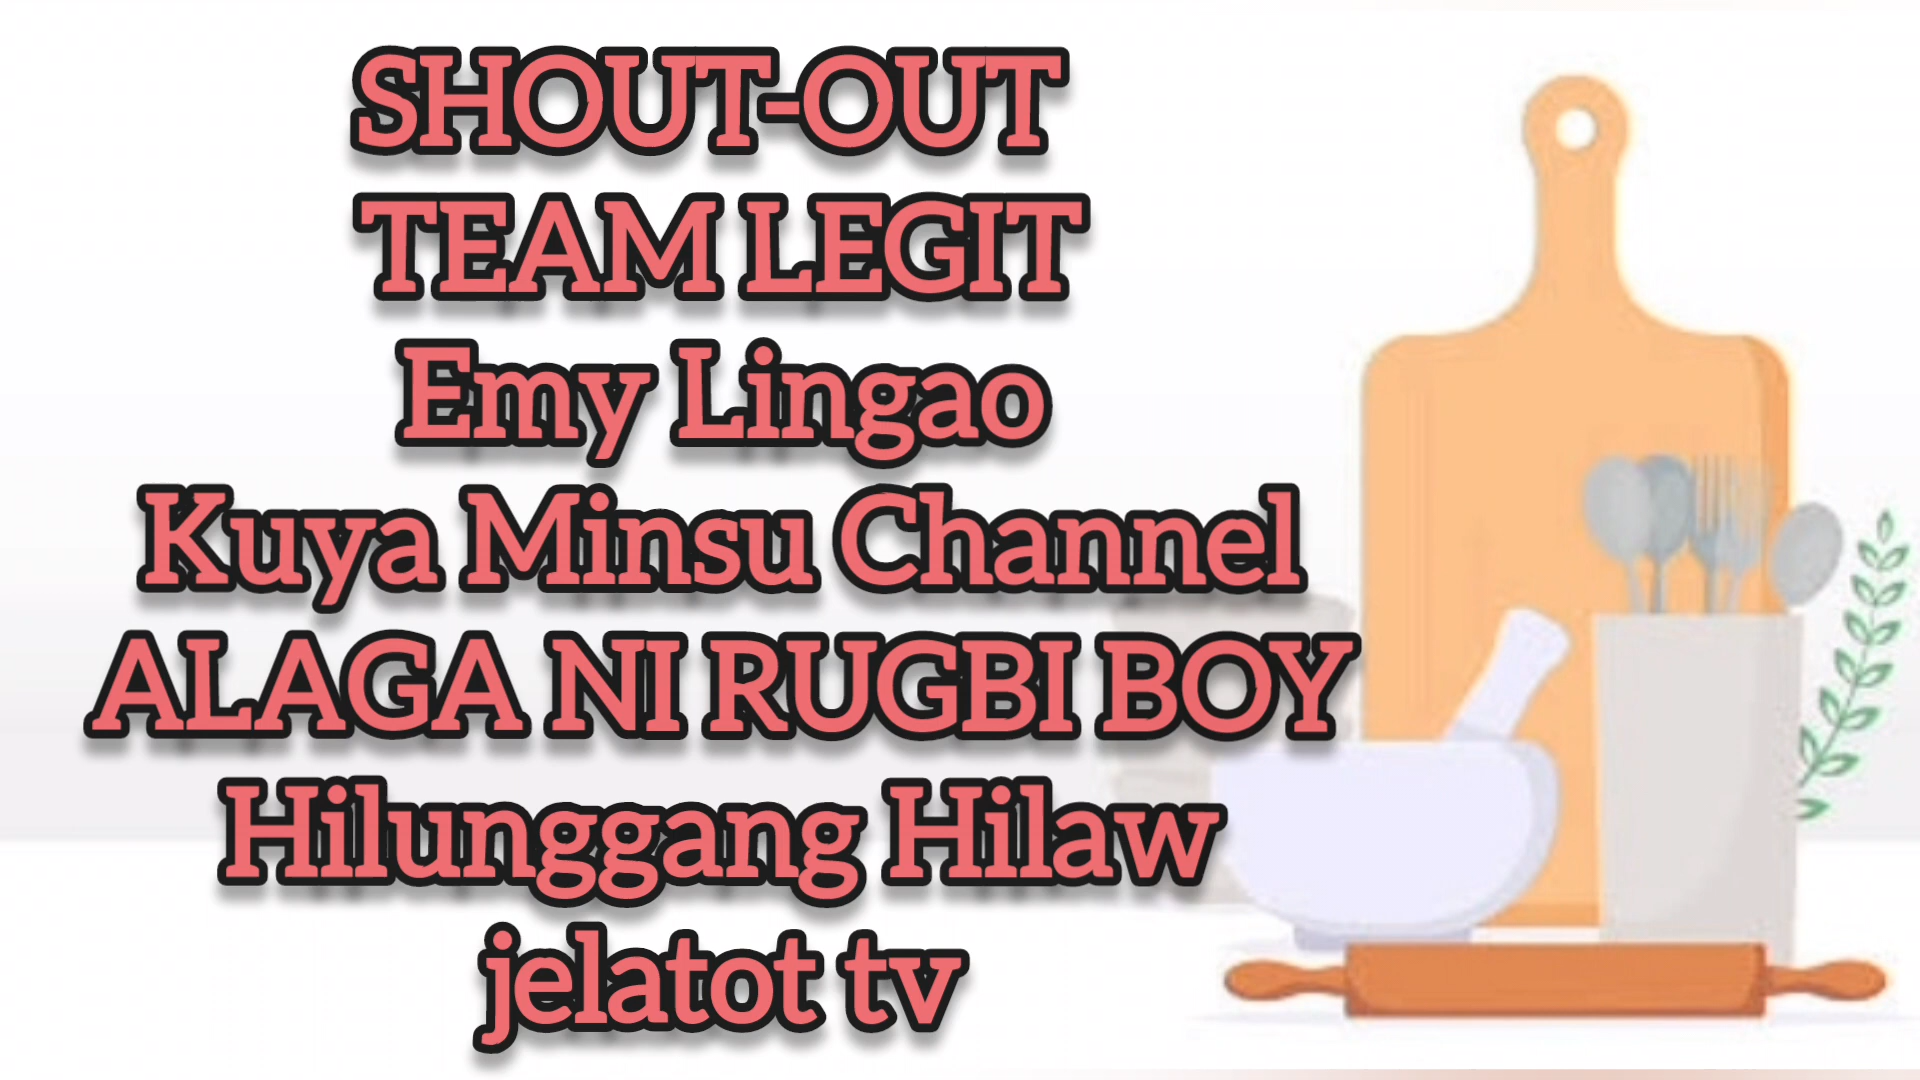 SHOUT-OUT
TEAM LEGIT
Emy Lingao
Kuya Minsu Channel
ALAGA NI RUGBI BOY
Hilunggang Hilaw
jelatot tv